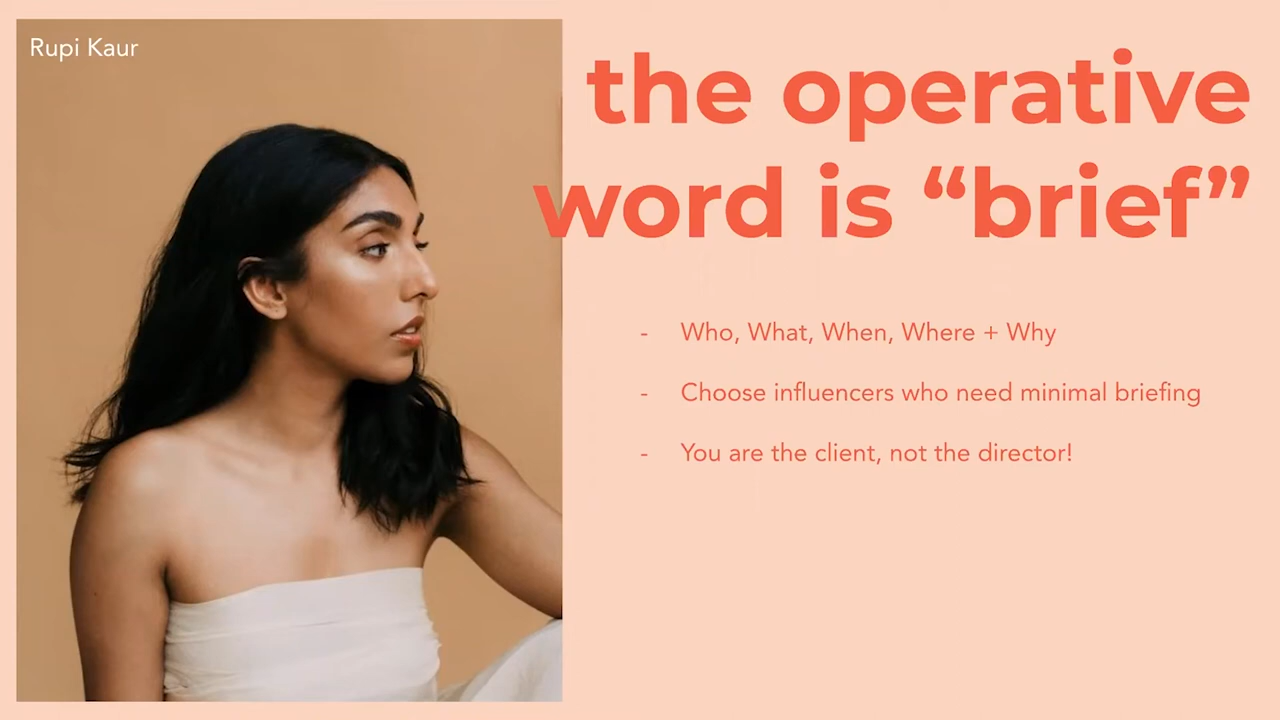 Rupi Kaur
the operative
word is “brief”
- Who, What, When, Where + Why
- Choose influencers who need minimal briefing
- You are the client, not the director!